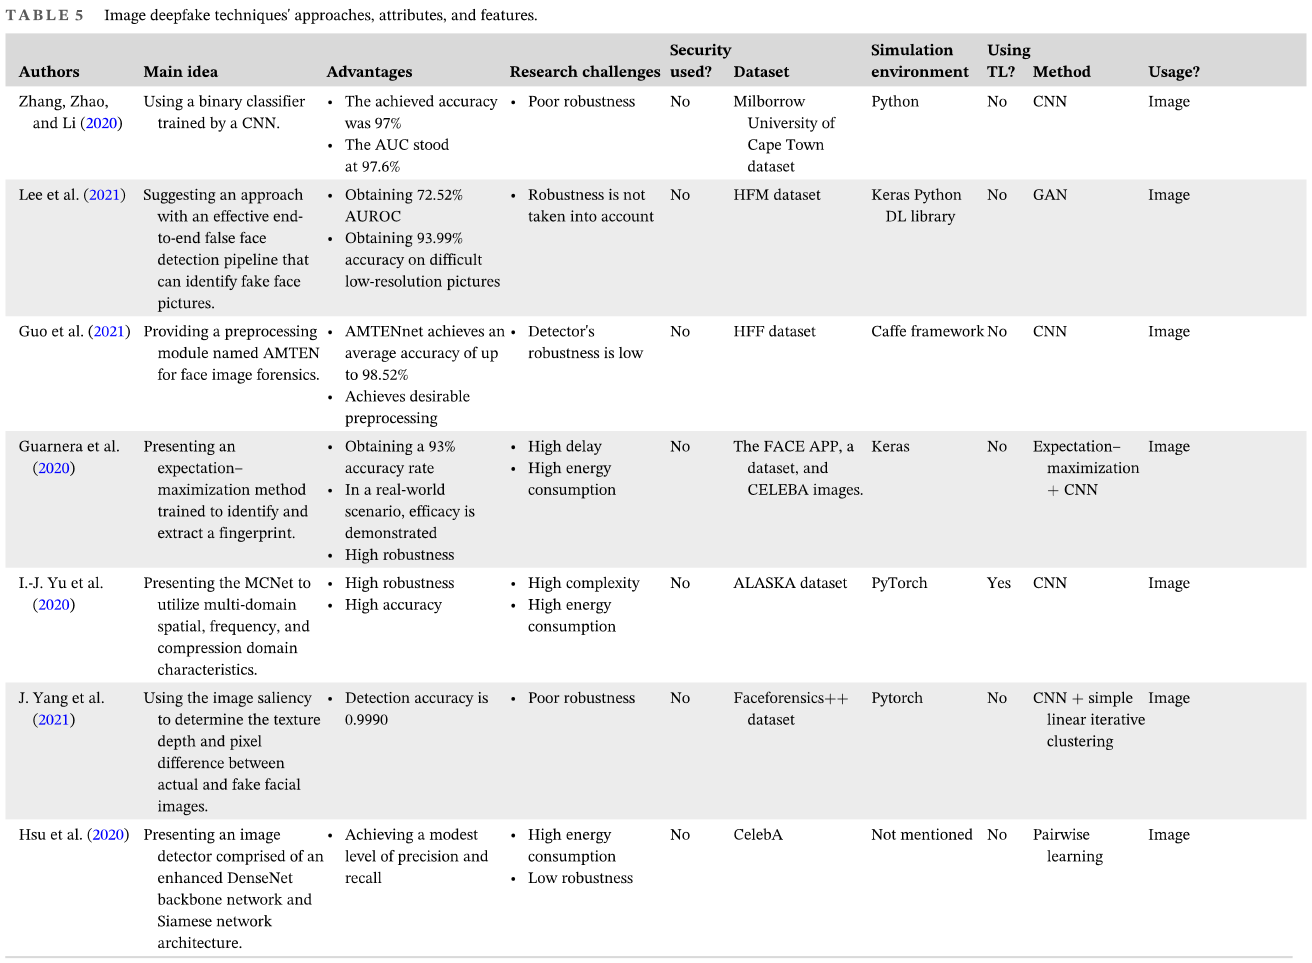 TABLE 5 Image deepfake techniques' approaches, attributes, and features.
Authors Main idea Advantages Research challenges Security used? Dataset Simulation environment Using TL? Method Usage?
Zhang, Zhao, Using a binary classifier • The achieved accuracy • Poor robustness No Milborrow Python No CNN Image
and Li (2020) trained by a CNN. was 97% University of
• The AUC stood Cape Town
at 97.6% dataset
Lee et al. (2021) Suggesting an approach • Obtaining 72.52% • Robustness is not No HFM dataset Keras Python No GAN Image
with an effective end- AUROC taken into account DL library
to-end false face • Obtaining 93.99%
detection pipeline that accuracy on difficult
can identify fake face low-resolution pictures
pictures.
Guo et al. (2021) Providing a preprocessing • AMTENnet achieves an • Detector's No HFF dataset Caffe framework No CNN Image
module named AMTEN average accuracy of up robustness is low
for face image forensics. to 98.52%
• Achieves desirable
preprocessing
Guarnera et al. Presenting an • Obtaining a 93% • High delay No The FACE APP, a Keras No Expectation– Image
(2020) expectation– accuracy rate • High energy dataset, and maximization
maximization method • In a real-world consumption CELEBA images. + CNN
trained to identify and scenario, efficacy is
extract a fingerprint. demonstrated
• High robustness
I.-J. Yu et al. Presenting the MCNet to • High robustness • High complexity No ALASKA dataset PyTorch Yes CNN Image
(2020) utilize multi-domain • High accuracy • High energy
spatial, frequency, and consumption
compression domain
characteristics.
J. Yang et al. Using the image saliency • Detection accuracy is • Poor robustness No Faceforensics++ Pytorch No CNN + simple Image
(2021) to determine the texture 0.9990 dataset linear iterative
depth and pixel clustering
difference between
actual and fake facial
images.
Hsu et al. (2020) Presenting an image • Achieving a modest • High energy No CelebA Not mentioned No Pairwise Image
detector comprised of an level of precision and consumption learning
enhanced DenseNet recall • Low robustness
backbone network and
Siamese network
architecture.